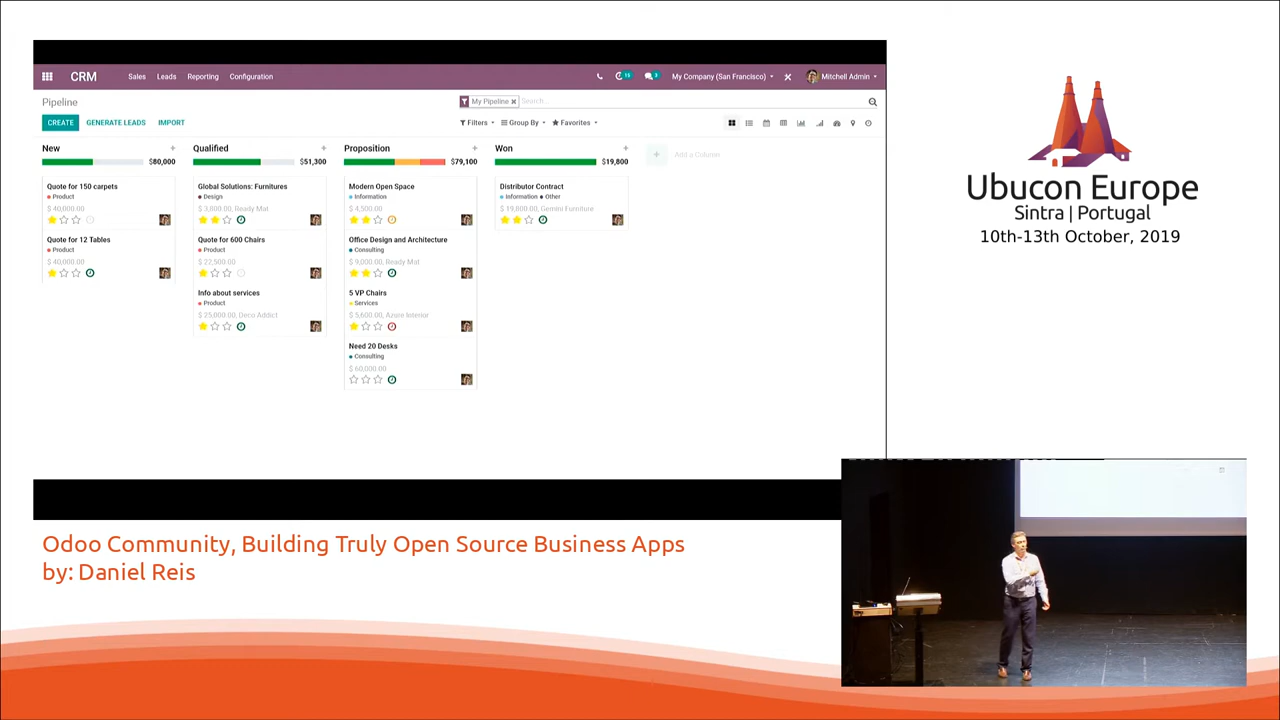 CRM Sales Leads Reporting Configuration 15 3 My Company (San Francisco) Mitchell Admin
Pipeline My Pipeline Search...
CREATE GENERATE LEADS IMPORT Filters Group By Favorites
New
$80,000
Quote for 150 carpets
Product
$ 40,000.00
Quote for 12 Tables
Product
$ 40,000.00
Qualified
$51,300
Global Solutions: Furnitures
Design
$ 3,800.00, Ready Mat
Quote for 600 Chairs
Product
$ 22,500.00
Info about services
Product
$ 25,000.00, Deco Addict
Proposition
$79,100
Modern Open Space
Information
$ 4,500.00
Office Design and Architecture
Consulting
$ 9,000.00, Ready Mat
5 VP Chairs
Services
$ 5,600.00, Azure Interior
Need 20 Desks
Consulting
$ 60,000.00
Won
$19,800
Distributor Contract
Information Other
$ 19,800.00, Gemini Furniture
Add a Column
Ubucon Europe
Sintra | Portugal
10th-13th October, 2019
Odoo Community, Building Truly Open Source Business Apps
by: Daniel Reis